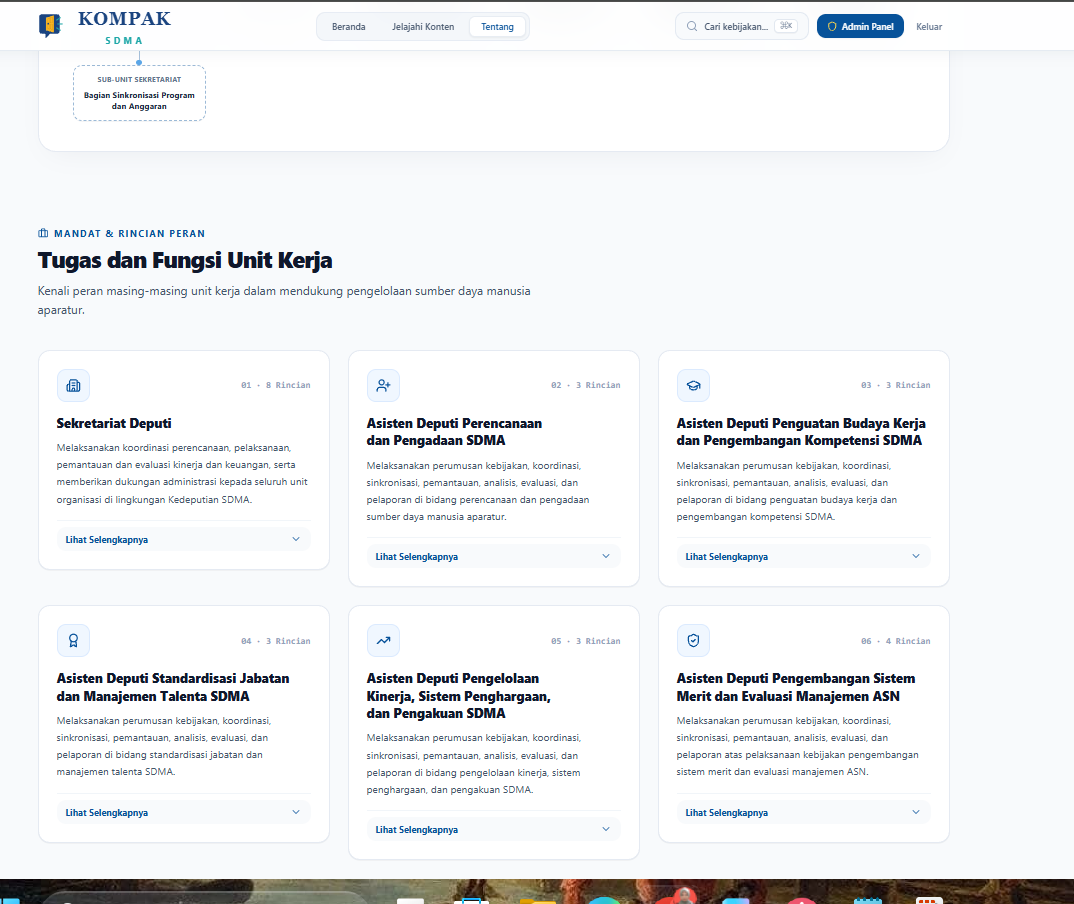 KOMPAK
SDMA
Beranda
Jelajahi Konten
Tentang
Cari kebijakan...
⌘K
Admin Panel
Keluar
SUB-UNIT SEKRETARIAT
Bagian Sinkronisasi Program
dan Anggaran
MANDAT & RINCIAN PERAN
Tugas dan Fungsi Unit Kerja
Kenali peran masing-masing unit kerja dalam mendukung pengelolaan sumber daya manusia
aparatur.
01 · 8 Rincian
Sekretariat Deputi
Melaksanakan koordinasi perencanaan, pelaksanaan,
pemantauan dan evaluasi kinerja dan keuangan, serta
memberikan dukungan administrasi kepada seluruh unit
organisasi di lingkungan Kedeputian SDMA.
Lihat Selengkapnya
02 · 3 Rincian
Asisten Deputi Perencanaan
dan Pengadaan SDMA
Melaksanakan perumusan kebijakan, koordinasi,
sinkronisasi, pemantauan, analisis, evaluasi, dan
pelaporan di bidang perencanaan dan pengadaan
sumber daya manusia aparatur.
Lihat Selengkapnya
03 · 3 Rincian
Asisten Deputi Penguatan Budaya Kerja
dan Pengembangan Kompetensi SDMA
Melaksanakan perumusan kebijakan, koordinasi,
sinkronisasi, pemantauan, analisis, evaluasi, dan
pelaporan di bidang penguatan budaya kerja dan
pengembangan kompetensi SDMA.
Lihat Selengkapnya
04 · 3 Rincian
Asisten Deputi Standardisasi Jabatan
dan Manajemen Talenta SDMA
Melaksanakan perumusan kebijakan, koordinasi,
sinkronisasi, pemantauan, analisis, evaluasi, dan
pelaporan di bidang standardisasi jabatan dan
manajemen talenta SDMA.
Lihat Selengkapnya
05 · 3 Rincian
Asisten Deputi Pengelolaan
Kinerja, Sistem Penghargaan,
dan Pengakuan SDMA
Melaksanakan perumusan kebijakan, koordinasi,
sinkronisasi, pemantauan, analisis, evaluasi, dan
pelaporan di bidang pengelolaan kinerja, sistem
penghargaan, dan pengakuan SDMA.
Lihat Selengkapnya
06 · 4 Rincian
Asisten Deputi Pengembangan Sistem
Merit dan Evaluasi Manajemen ASN
Melaksanakan perumusan kebijakan, koordinasi,
sinkronisasi, pemantauan, analisis, evaluasi, dan
pelaporan atas pelaksanaan kebijakan pengembangan
sistem merit dan evaluasi manajemen ASN.
Lihat Selengkapnya